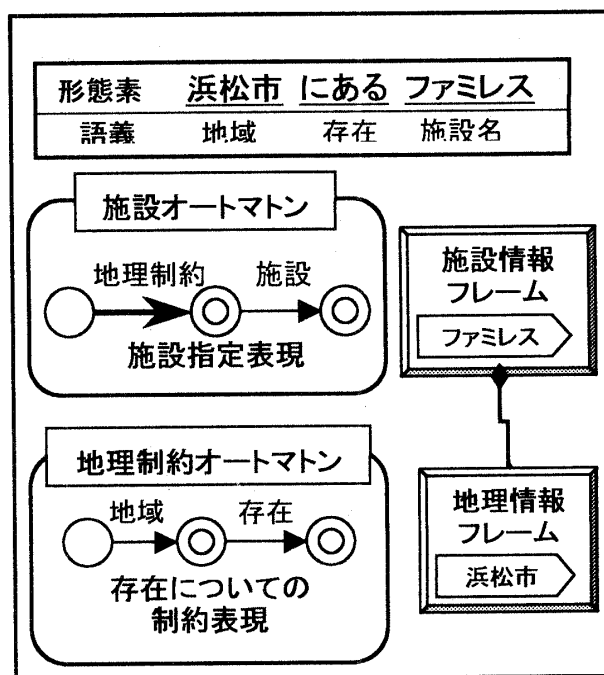 形態素 浜松市 にある ファミレス
語義 地域 存在 施設名
施設オートマトン
地理制約 施設
施設指定表現
施設情報
フレーム
ファミレス
地理制約オートマトン
地域 存在
存在についての
制約表現
地理情報
フレーム
浜松市